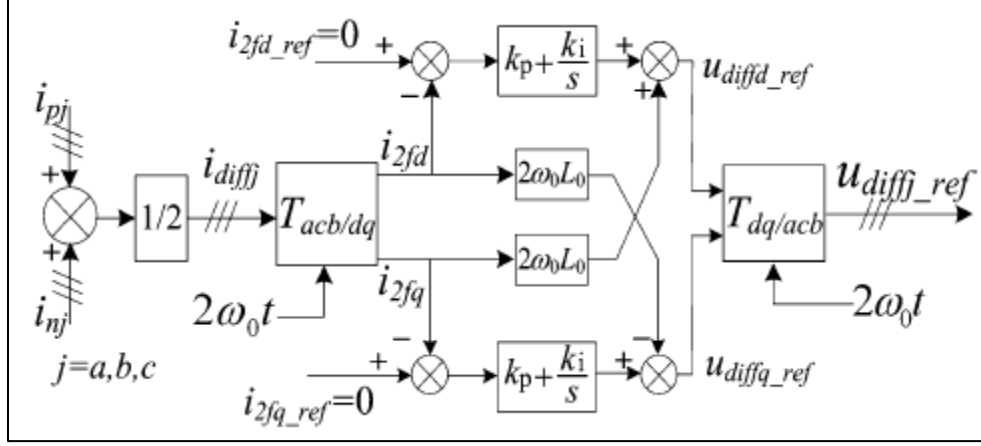 i2fd_ref=0
+
−
kp+ki/s
+
+
udiffd_ref
ipj
+
1/2
idiffj
Tacb/dq
i2fd
2ω0L0
Tdq/acb
udiffj_ref
+
inj
i2fq
2ω0L0
2ω0t
2ω0t
j=a,b,c
+
−
i2fq_ref=0
kp+ki/s
+
−
udiffq_ref